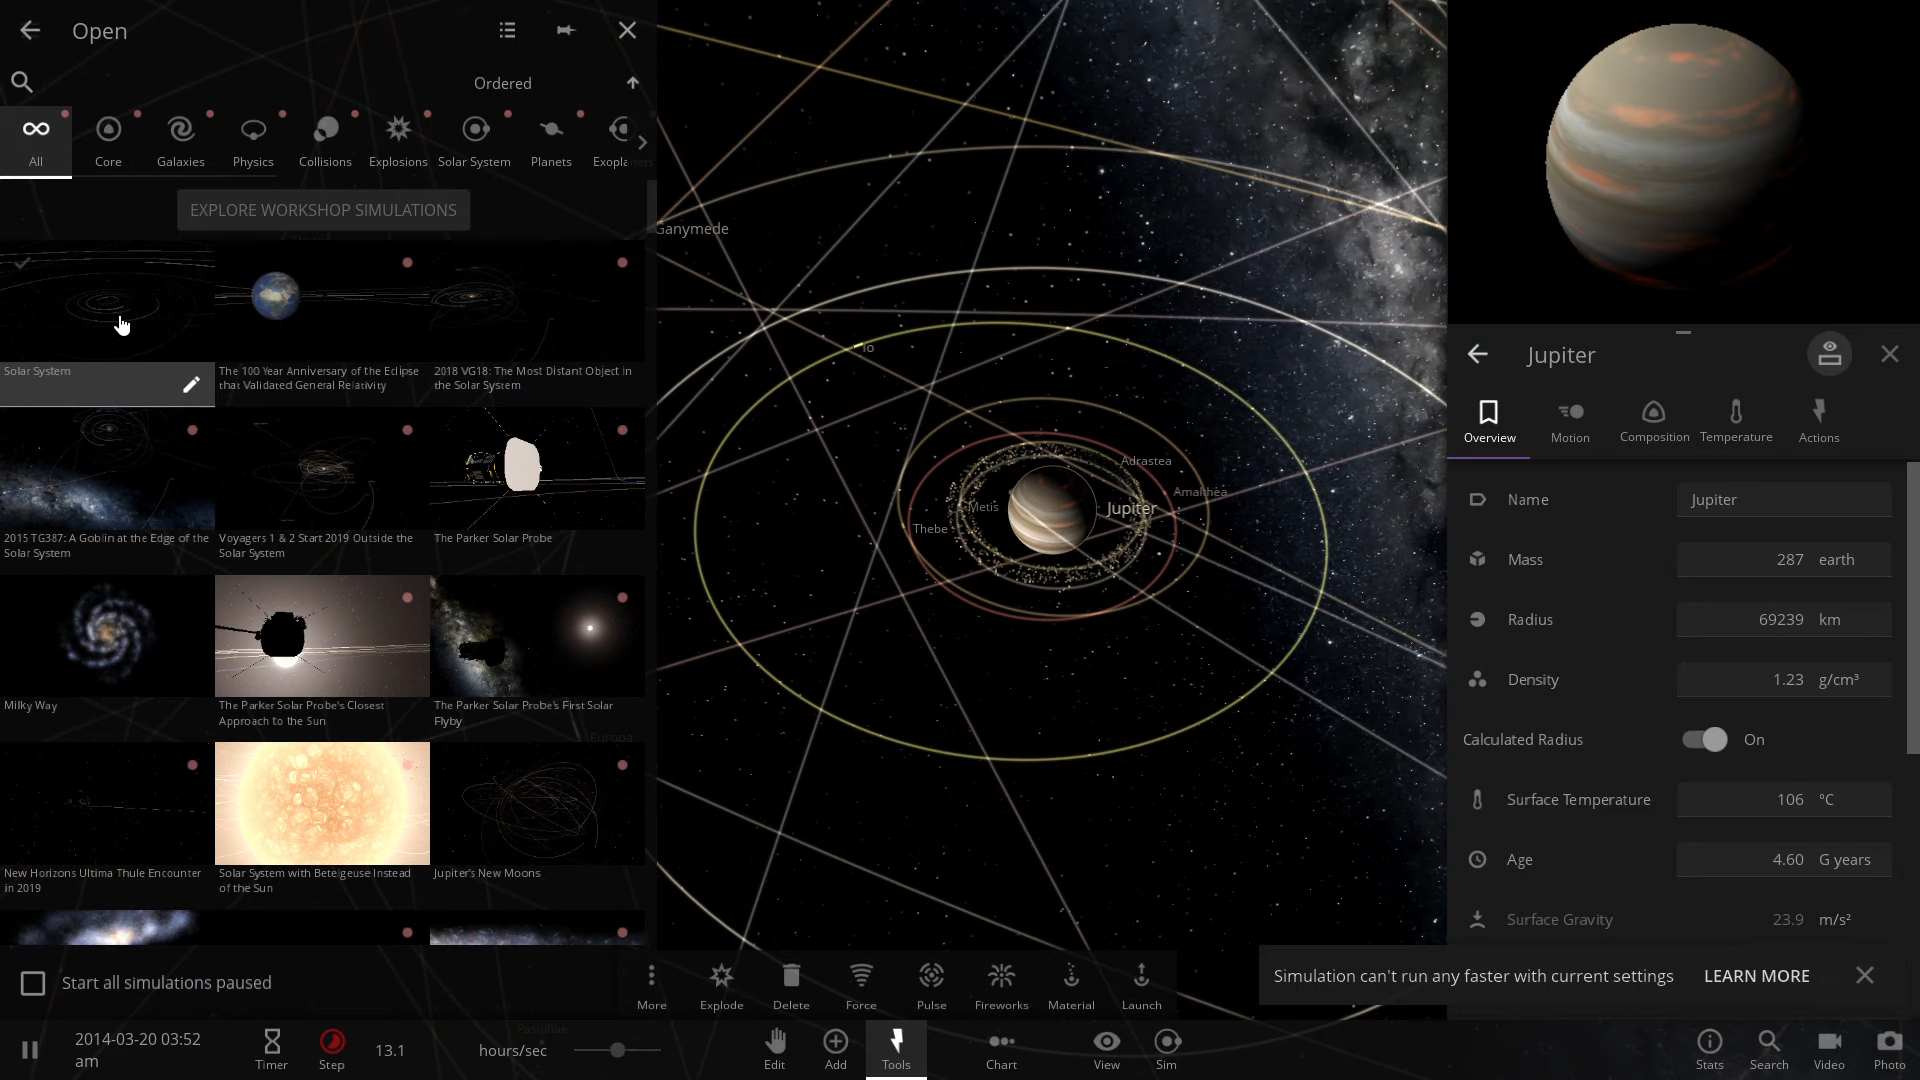 Open
Ordered
All
Core
Galaxies
Physics
Collisions
Explosions
Solar System
Planets
Exoplanets
EXPLORE WORKSHOP SIMULATIONS
Solar System
The 100 Year Anniversary of the Eclipse
that Validated General Relativity
2018 VG18: The Most Distant Object in
the Solar System
2015 TG387: A Goblin at the Edge of the
Solar System
Voyagers 1 & 2 Start 2019 Outside the
Solar System
The Parker Solar Probe
Milky Way
The Parker Solar Probe's Closest
Approach to the Sun
The Parker Solar Probe's First Solar
Flyby
Europa
New Horizons Ultima Thule Encounter
in 2019
Solar System with Betelgeuse Instead
of the Sun
Jupiter's New Moons
Start all simulations paused
Ganymede
Io
Adrastea
Amalthea
Metis
Jupiter
Thebe
Jupiter
Overview
Motion
Composition
Temperature
Actions
Name Jupiter
Mass 287 earth
Radius 69239 km
Density 1.23 g/cm³
Calculated Radius On
Surface Temperature 106 °C
Age 4.60 G years
Surface Gravity 23.9 m/s²
Simulation can't run any faster with current settings LEARN MORE
More
Explode
Delete
Force
Pulse
Fireworks
Material
Launch
Pasiphae
2014-03-20 03:52
am
Timer
Step
13.1
hours/sec
Edit
Add
Tools
Chart
View
Sim
Stats
Search
Video
Photo